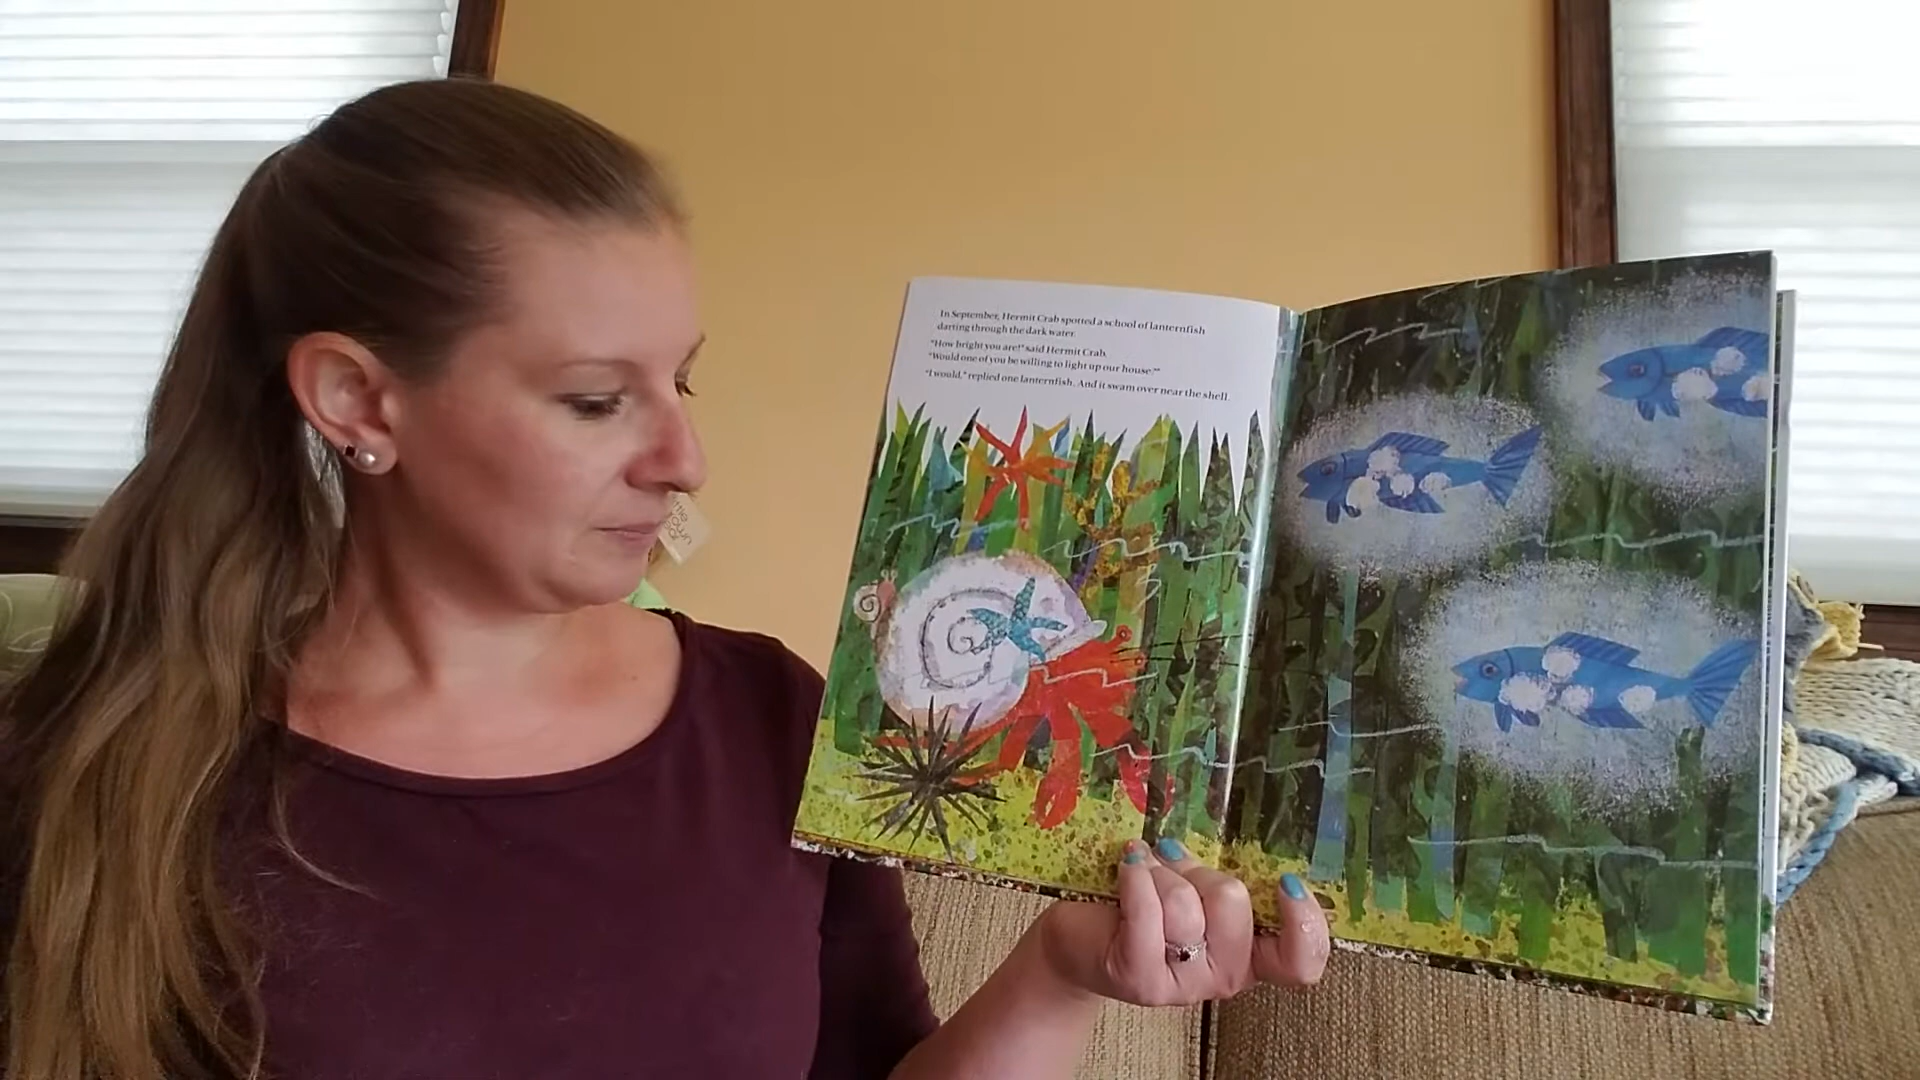 In September, Hermit Crab spotted a school of lanternfish
darting through the dark water.
"How bright you are!" said Hermit Crab.
"Would one of you be willing to light up our house?"
"I would," replied one lanternfish. And it swam over near the shell.